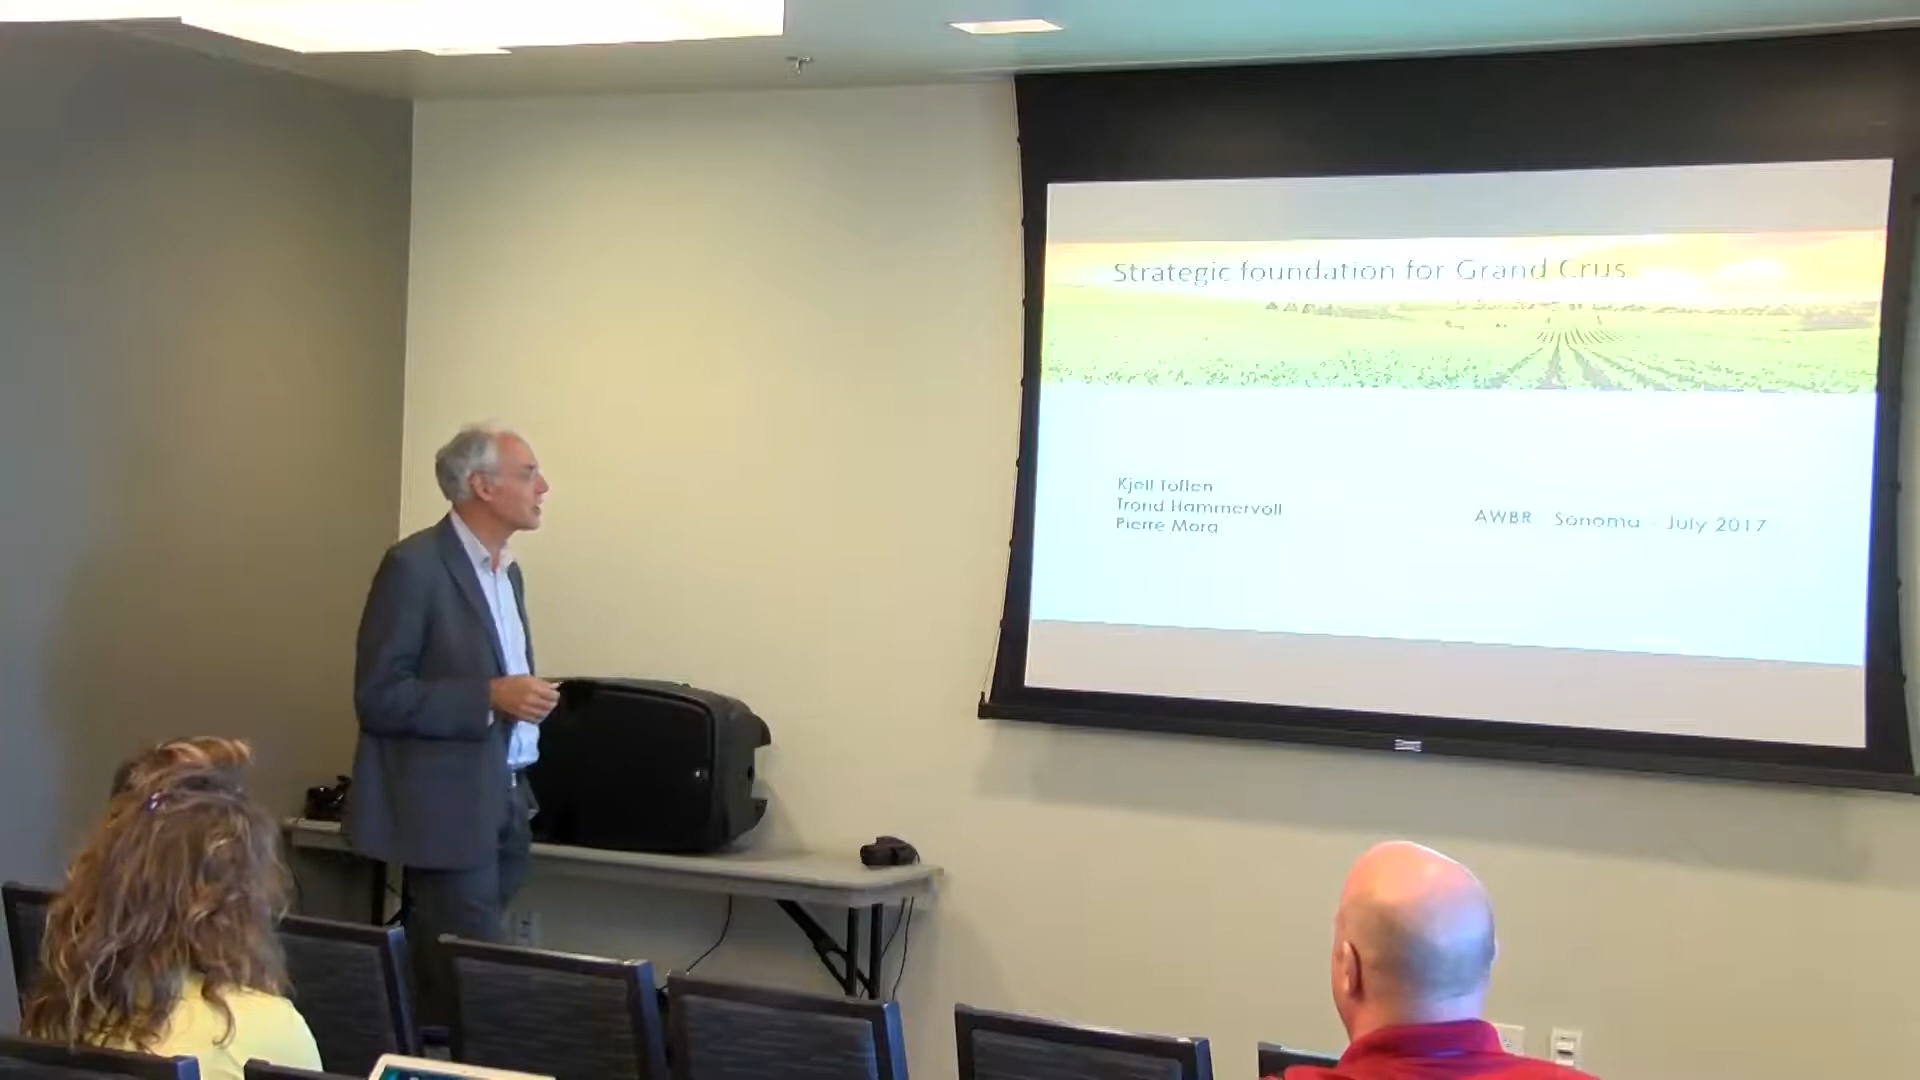 Strategic foundation for Grand Crus
Kjell Toften
Trond Hammervoll
Pierre Mora
AWBR - Sonoma - July 2017